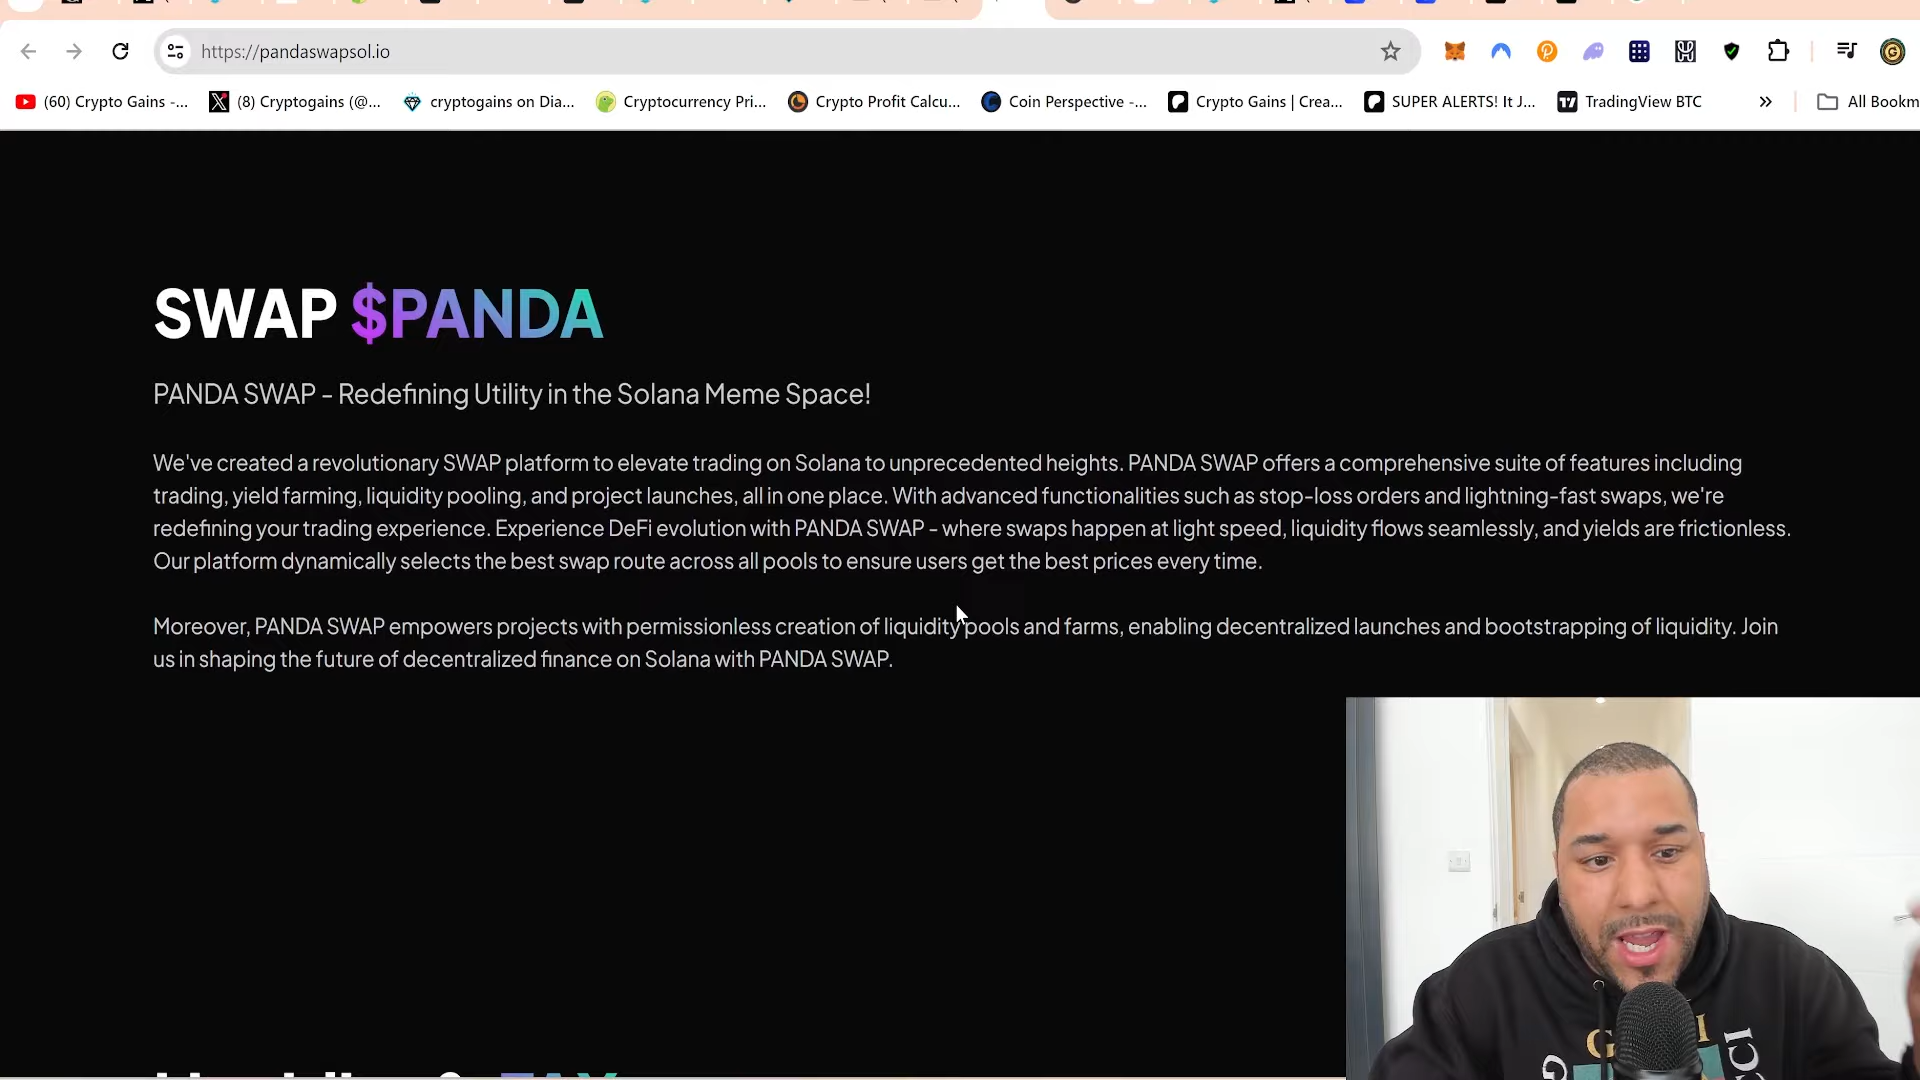 https://pandaswapsol.io
(60) Crypto Gains -...
(8) Cryptogains (@...
cryptogains on Dia...
Cryptocurrency Pri...
Crypto Profit Calcu...
Coin Perspective -...
Crypto Gains | Crea...
SUPER ALERTS! It J...
TradingView BTC
All Bookm
SWAP $PANDA
PANDA SWAP - Redefining Utility in the Solana Meme Space!
We've created a revolutionary SWAP platform to elevate trading on Solana to unprecedented heights. PANDA SWAP offers a comprehensive suite of features including
trading, yield farming, liquidity pooling, and project launches, all in one place. With advanced functionalities such as stop-loss orders and lightning-fast swaps, we're
redefining your trading experience. Experience DeFi evolution with PANDA SWAP - where swaps happen at light speed, liquidity flows seamlessly, and yields are frictionless.
Our platform dynamically selects the best swap route across all pools to ensure users get the best prices every time.
Moreover, PANDA SWAP empowers projects with permissionless creation of liquidity pools and farms, enabling decentralized launches and bootstrapping of liquidity. Join
us in shaping the future of decentralized finance on Solana with PANDA SWAP.